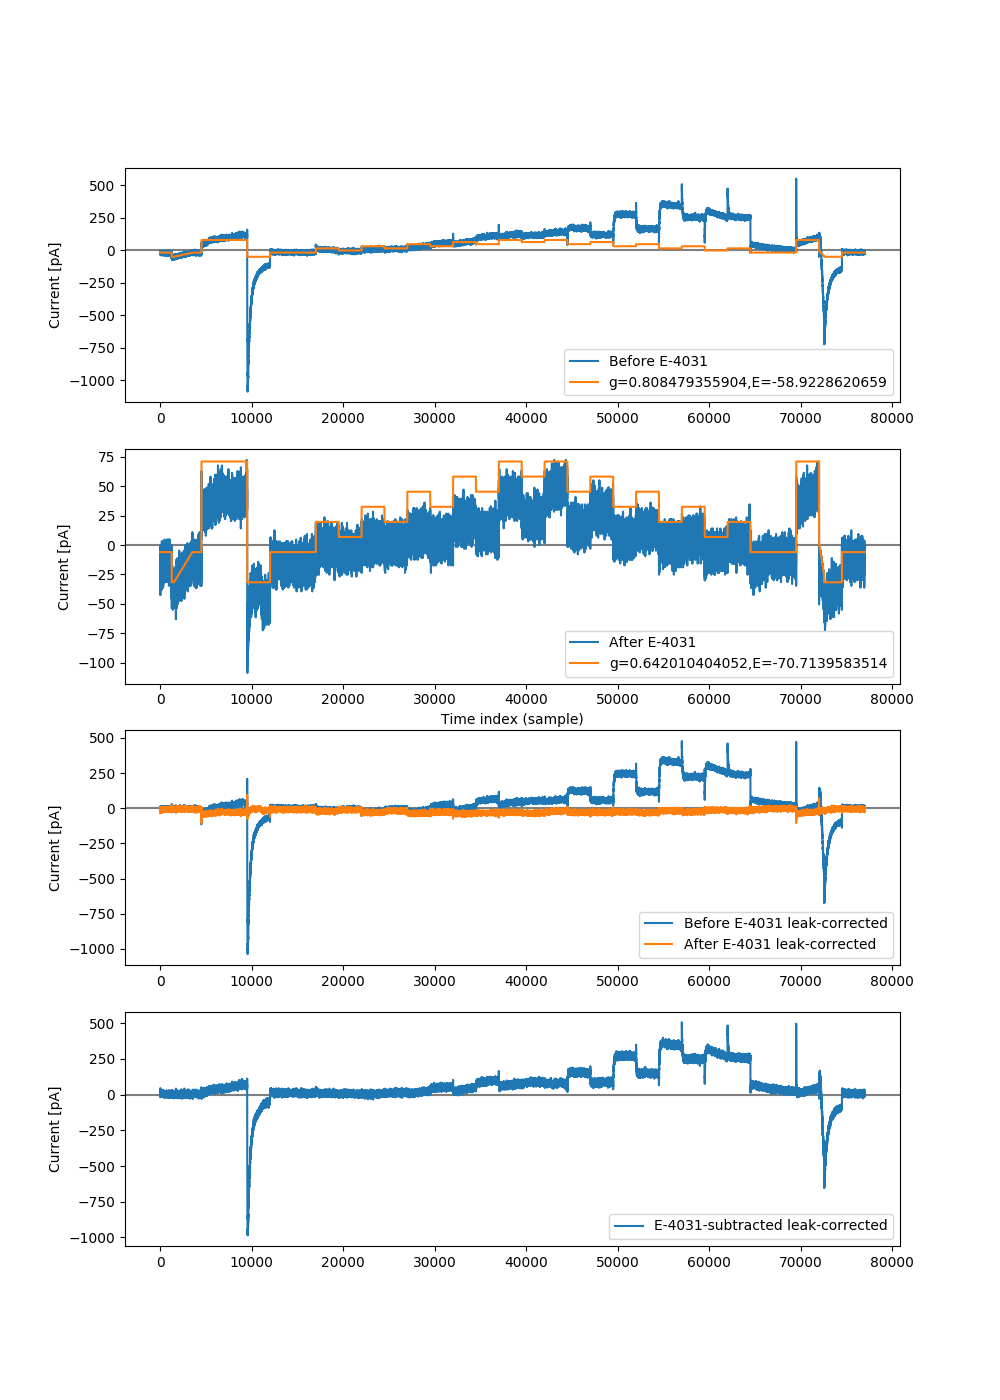 500
250
0
−250
−500
−750
−1000
Current [pA]
Before E-4031
g=0.808479355904,E=-58.9228620659
0 10000 20000 30000 40000 50000 60000 70000 80000
75
50
25
0
−25
−50
−75
−100
Current [pA]
After E-4031
g=0.642010404052,E=-70.7139583514
0 10000 20000 30000 40000 50000 60000 70000 80000
Time index (sample)
500
250
0
−250
−500
−750
−1000
Current [pA]
Before E-4031 leak-corrected
After E-4031 leak-corrected
0 10000 20000 30000 40000 50000 60000 70000 80000
500
250
0
−250
−500
−750
−1000
Current [pA]
E-4031-subtracted leak-corrected
0 10000 20000 30000 40000 50000 60000 70000 80000